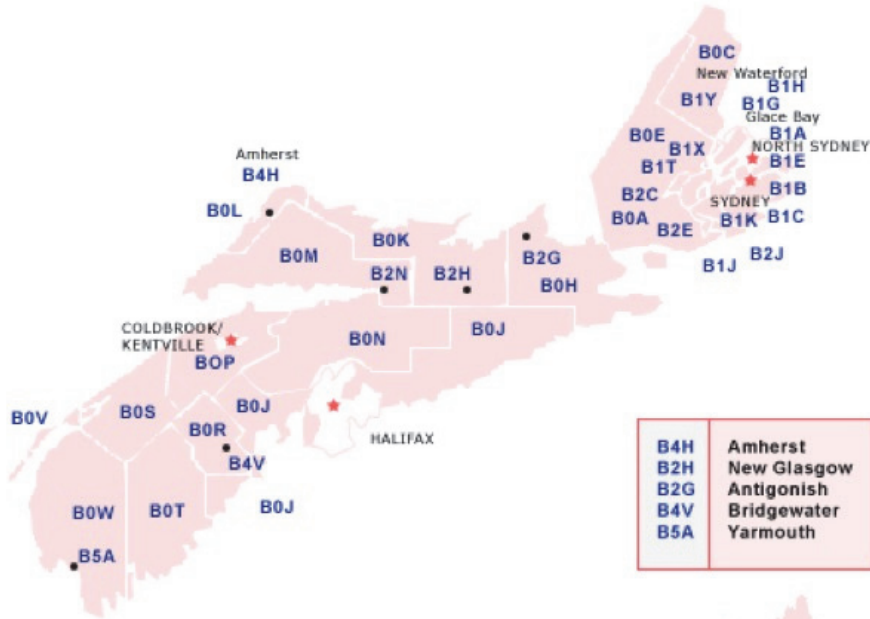 B0C
New Waterford
B1H
B1Y
B1G
Glace Bay
B0E
B1A
B1X
NORTH SYDNEY
Amherst
B1T
B1E
B4H
B2C
SYDNEY
B1B
B0L
B0A
B1K
B1C
B0K
B2E
B0M
B2G
B1J
B2J
B2N
B2H
B0H
COLDBROOK/
KENTVILLE
B0N
B0J
BOP
B0V
B0S
B0J
B0R
HALIFAX
B4V
B0W
B0T
B0J
B5A
B4H Amherst
B2H New Glasgow
B2G Antigonish
B4V Bridgewater
B5A Yarmouth